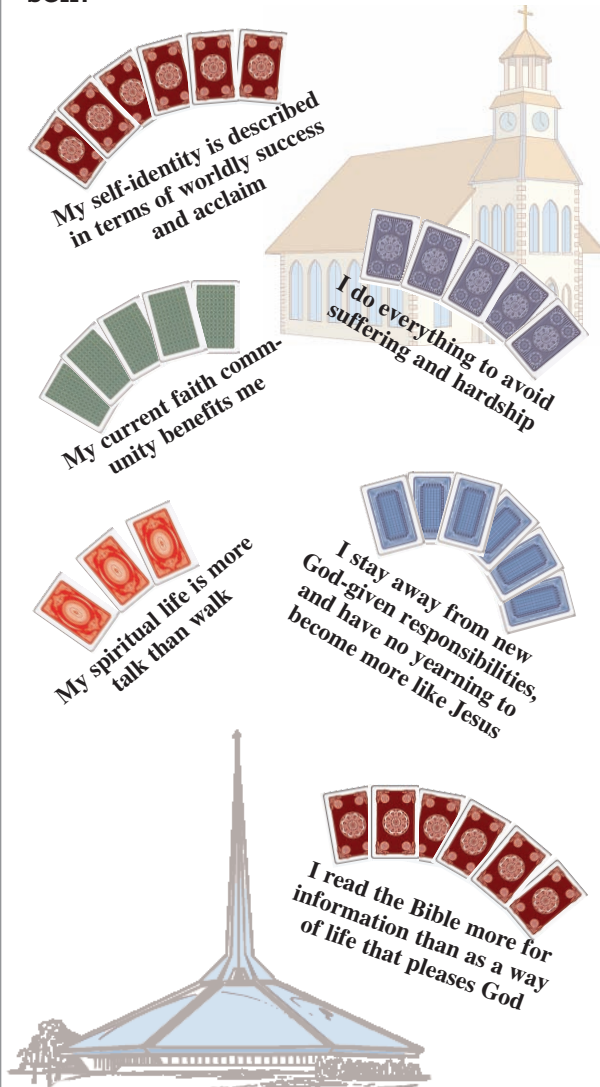 My self-identity is described
in terms of worldly success
and acclaim
I do everything to avoid
suffering and hardship
My current faith comm-
unity benefits me
I stay away from new
God-given responsibilities,
and have no yearning to
become more like Jesus
My spiritual life is more
talk than walk
I read the Bible more for
information than as a way
of life that pleases God